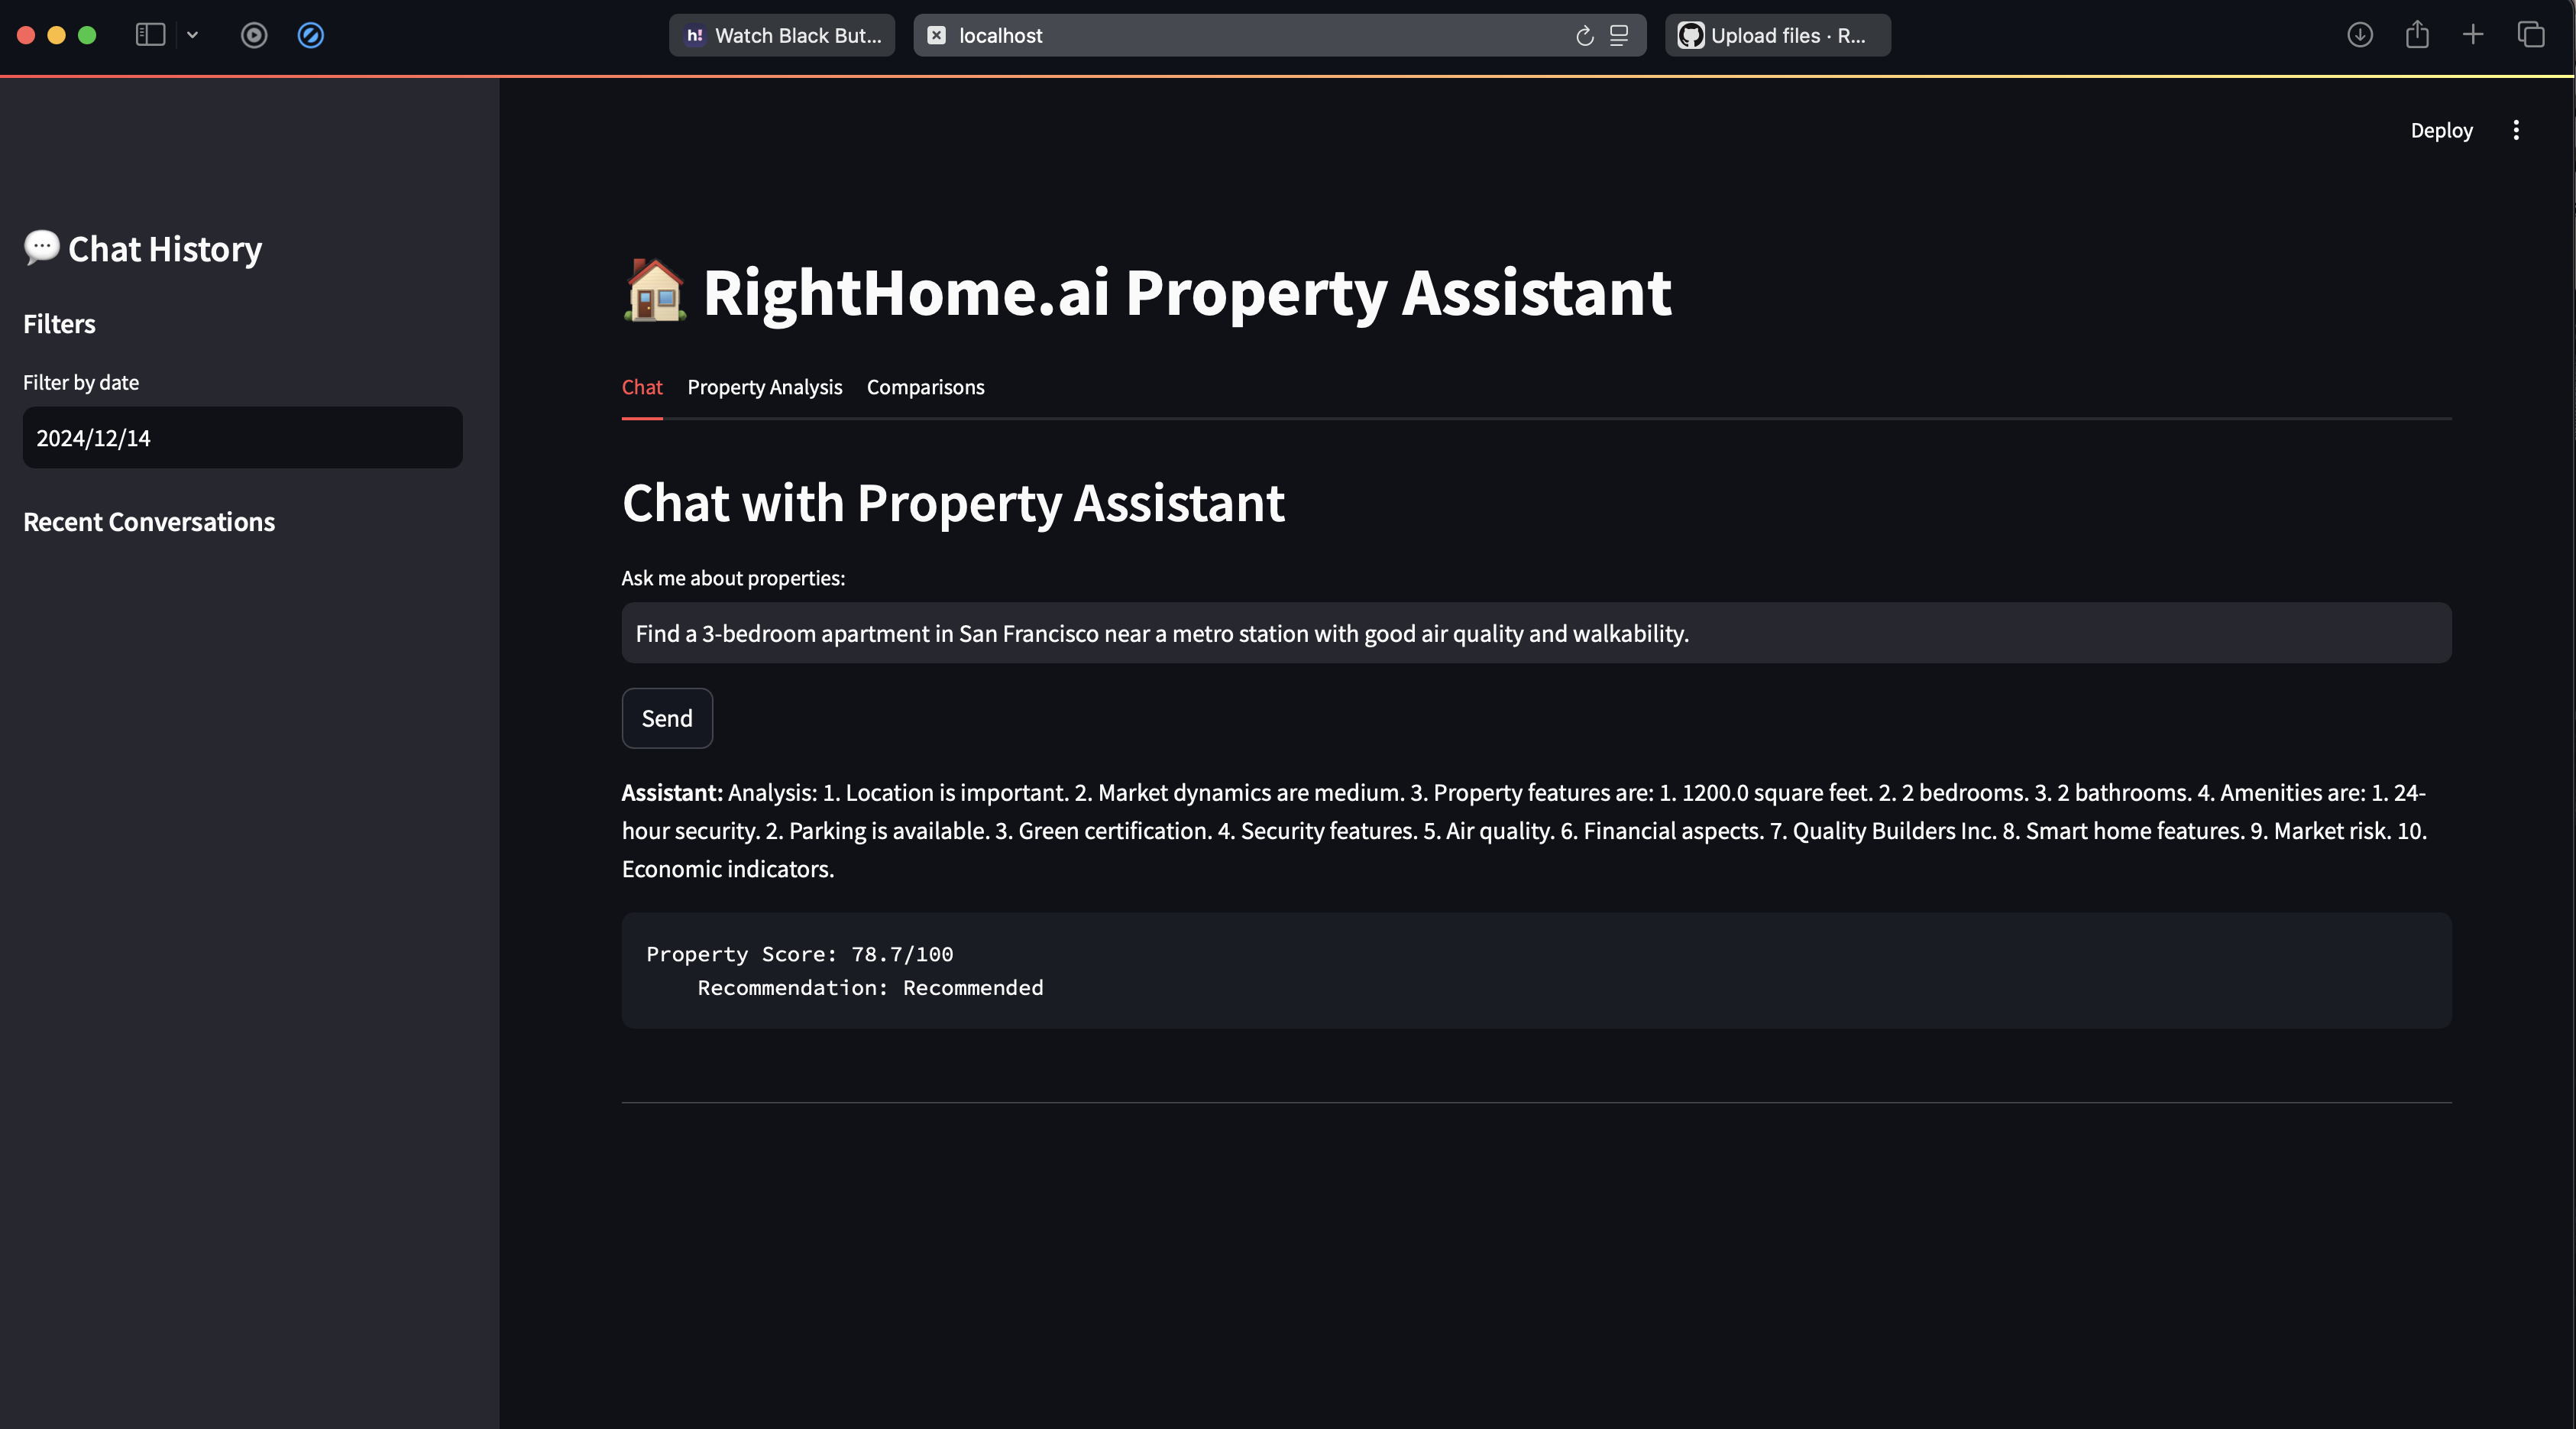 h! Watch Black But...
localhost
Upload files · R...
Deploy
💬 Chat History
Filters
Filter by date
2024/12/14
Recent Conversations
🏠 RightHome.ai Property Assistant
Chat Property Analysis Comparisons
Chat with Property Assistant
Ask me about properties:
Find a 3-bedroom apartment in San Francisco near a metro station with good air quality and walkability.
Send
Assistant: Analysis: 1. Location is important. 2. Market dynamics are medium. 3. Property features are: 1. 1200.0 square feet. 2. 2 bedrooms. 3. 2 bathrooms. 4. Amenities are: 1. 24-
hour security. 2. Parking is available. 3. Green certification. 4. Security features. 5. Air quality. 6. Financial aspects. 7. Quality Builders Inc. 8. Smart home features. 9. Market risk. 10.
Economic indicators.
Property Score: 78.7/100
Recommendation: Recommended